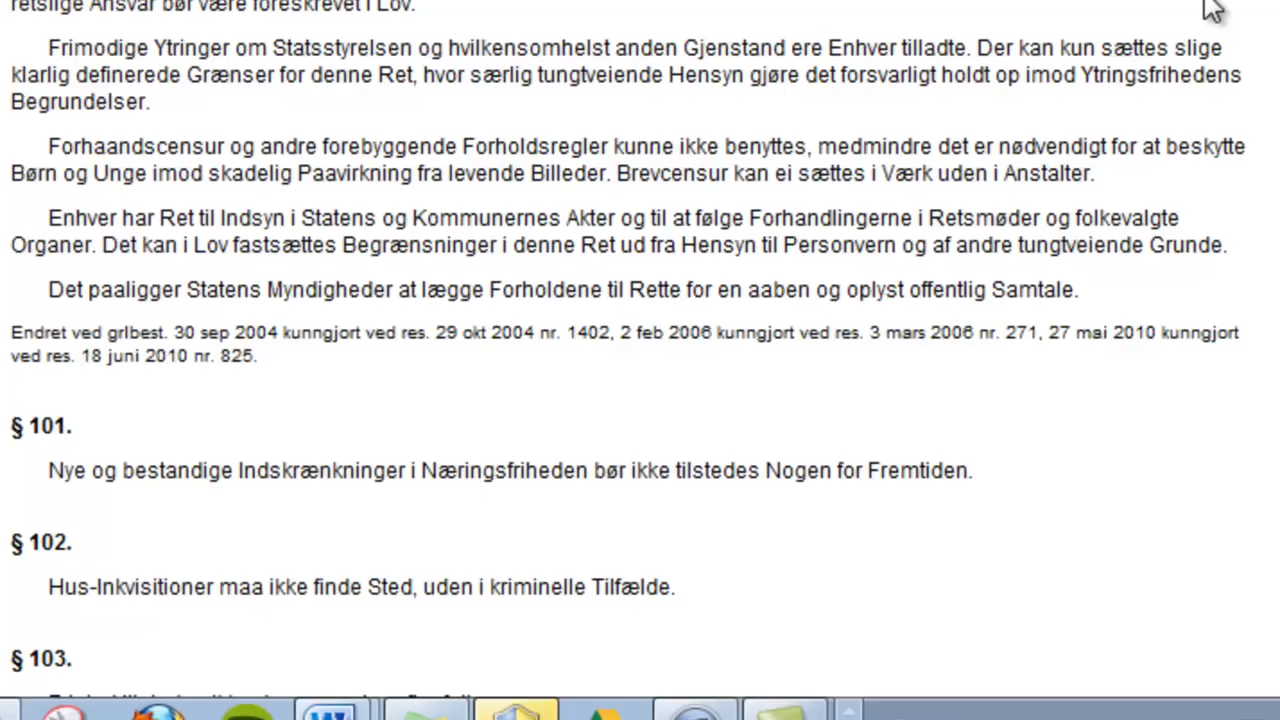 retslige Ansvar bør være foreskrevet i Lov.
Frimodige Ytringer om Statsstyrelsen og hvilkensomhelst anden Gjenstand ere Enhver tilladte. Der kan kun sættes slige
klarlig definerede Grænser for denne Ret, hvor særlig tungtveiende Hensyn gjøre det forsvarligt holdt op imod Ytringsfrihedens
Begrundelser.
Forhaandscensur og andre forebyggende Forholdsregler kunne ikke benyttes, medmindre det er nødvendigt for at beskytte
Børn og Unge imod skadelig Paavirkning fra levende Billeder. Brevcensur kan ei sættes i Værk uden i Anstalter.
Enhver har Ret til Indsyn i Statens og Kommunernes Akter og til at følge Forhandlingerne i Retsmøder og folkevalgte
Organer. Det kan i Lov fastsættes Begrænsninger i denne Ret ud fra Hensyn til Personvern og af andre tungtveiende Grunde.
Det paaligger Statens Myndigheder at lægge Forholdene til Rette for en aaben og oplyst offentlig Samtale.
Endret ved grlbest. 30 sep 2004 kunngjort ved res. 29 okt 2004 nr. 1402, 2 feb 2006 kunngjort ved res. 3 mars 2006 nr. 271, 27 mai 2010 kunngjort
ved res. 18 juni 2010 nr. 825.
§ 101.
Nye og bestandige Indskrænkninger i Næringsfriheden bør ikke tilstedes Nogen for Fremtiden.
§ 102.
Hus-Inkvisitioner maa ikke finde Sted, uden i kriminelle Tilfælde.
§ 103.